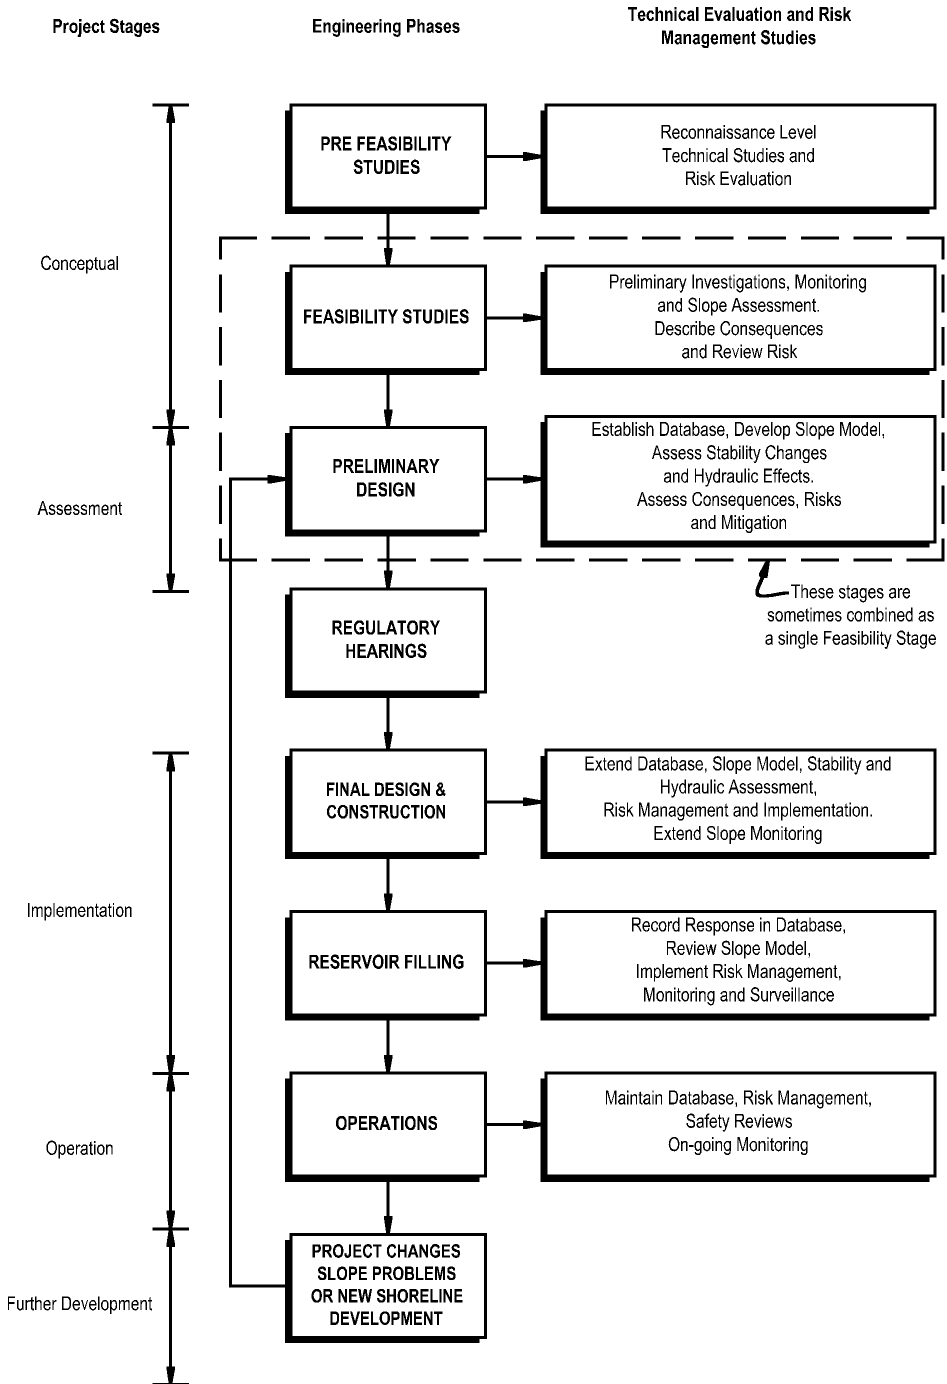 Project Stages
Engineering Phases
Technical Evaluation and Risk
Management Studies
PRE FEASIBILITY
STUDIES
Reconnaissance Level
Technical Studies and
Risk Evaluation
Conceptual
FEASIBILITY STUDIES
Preliminary Investigations, Monitoring
and Slope Assessment.
Describe Consequences
and Review Risk
Assessment
PRELIMINARY
DESIGN
Establish Database, Develop Slope Model,
Assess Stability Changes
and Hydraulic Effects.
Assess Consequences, Risks
and Mitigation
These stages are
sometimes combined as
a single Feasibility Stage
REGULATORY
HEARINGS
FINAL DESIGN &
CONSTRUCTION
Extend Database, Slope Model, Stability and
Hydraulic Assessment,
Risk Management and Implementation.
Extend Slope Monitoring
Implementation
RESERVOIR FILLING
Record Response in Database,
Review Slope Model,
Implement Risk Management,
Monitoring and Surveillance
Operation
OPERATIONS
Maintain Database, Risk Management,
Safety Reviews
On-going Monitoring
Further Development
PROJECT CHANGES
SLOPE PROBLEMS
OR NEW SHORELINE
DEVELOPMENT